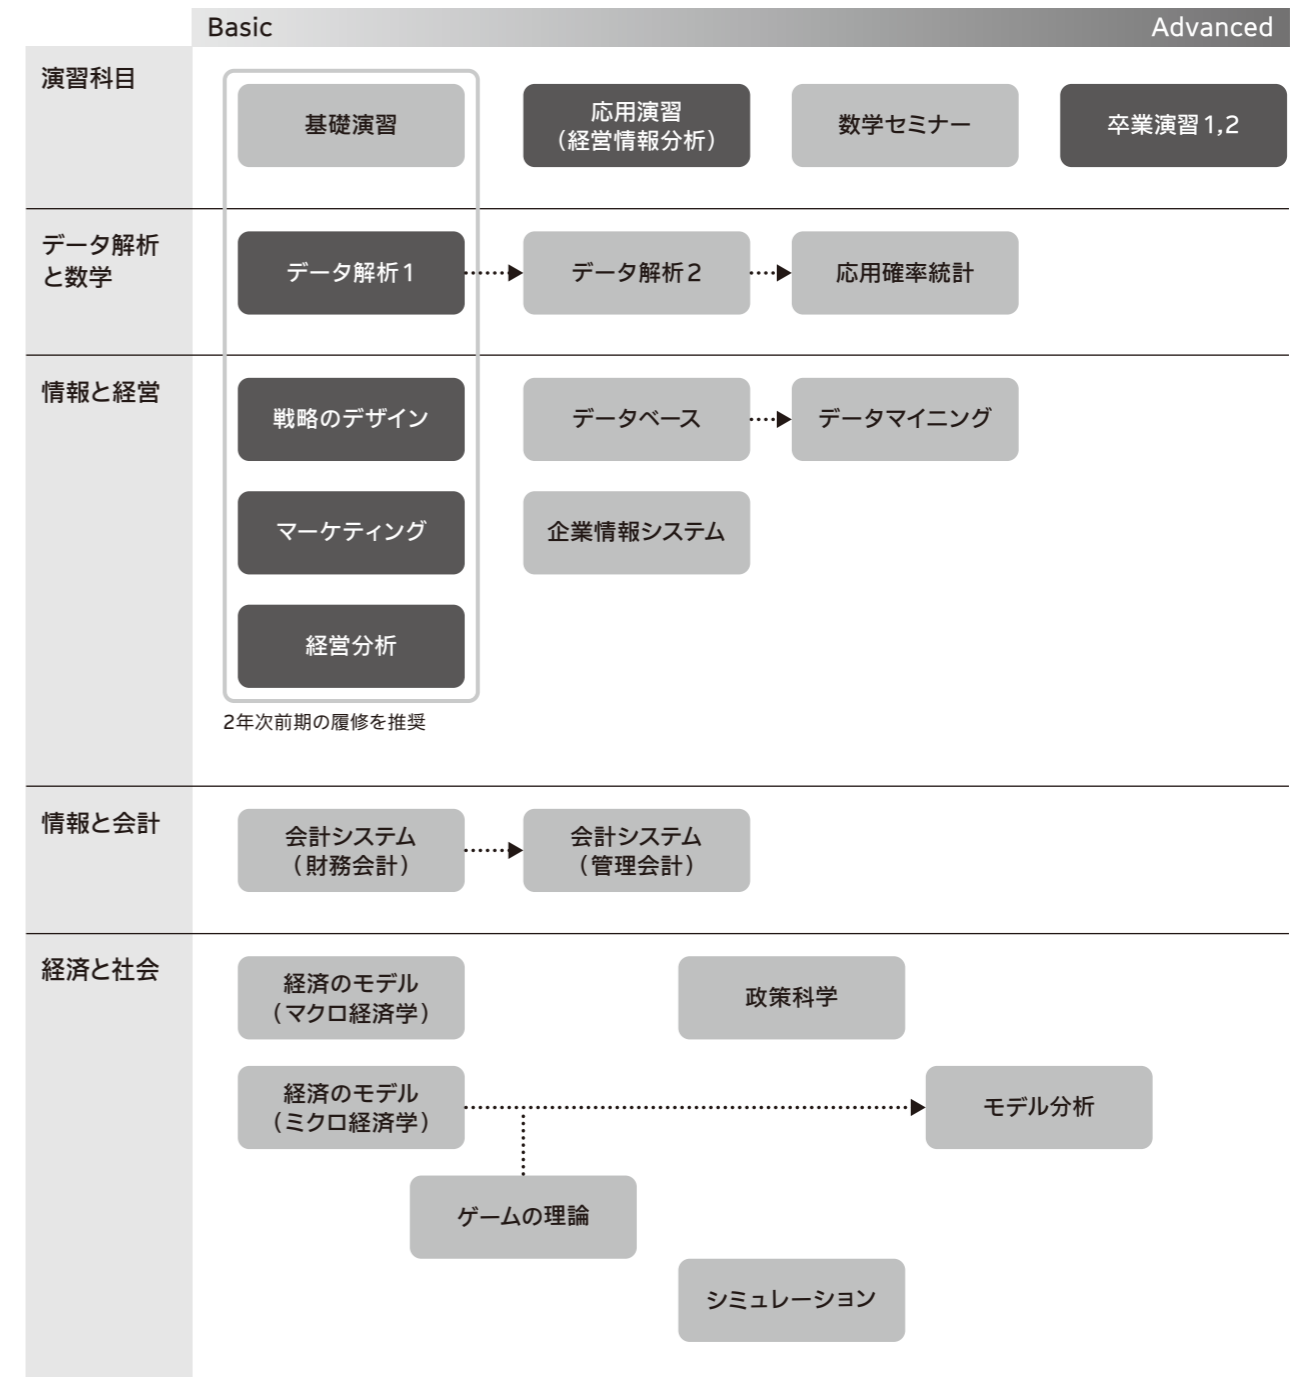 Basic
Advanced
演習科目
基礎演習
応用演習
（経営情報分析）
数学セミナー
卒業演習1,2
データ解析
と数学
データ解析1
データ解析2
応用確率統計
情報と経営
戦略のデザイン
データベース
データマイニング
マーケティング
企業情報システム
経営分析
2年次前期の履修を推奨
情報と会計
会計システム
（財務会計）
会計システム
（管理会計）
経済と社会
経済のモデル
（マクロ経済学）
政策科学
経済のモデル
（ミクロ経済学）
モデル分析
ゲームの理論
シミュレーション